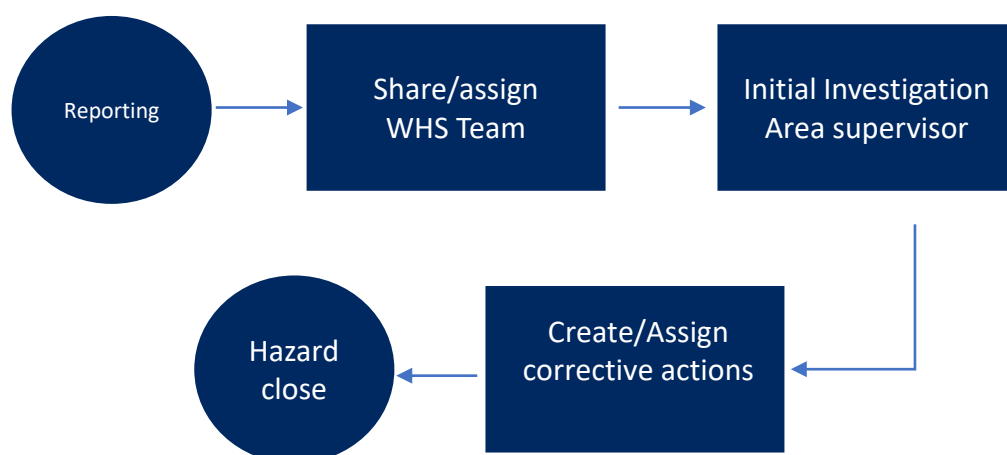 Reporting
Share/assign
WHS Team
Initial Investigation
Area supervisor
Hazard
close
Create/Assign
corrective actions